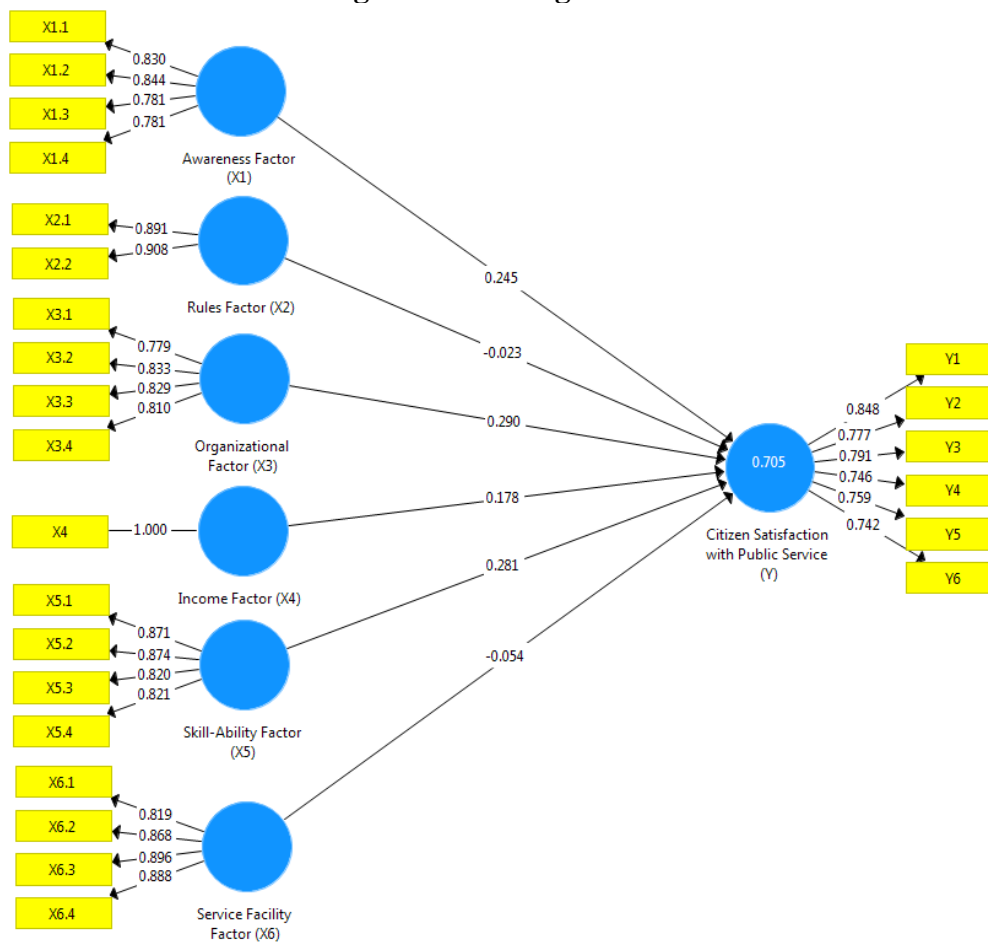 X1.1
X1.2
X1.3
X1.4
0.830
0.844
0.781
0.781
Awareness Factor
(X1)
X2.1
X2.2
0.891
0.908
Rules Factor (X2)
X3.1
X3.2
X3.3
X3.4
0.779
0.833
0.829
0.810
Organizational
Factor (X3)
X4
1.000
Income Factor (X4)
X5.1
X5.2
X5.3
X5.4
0.871
0.874
0.820
0.821
Skill-Ability Factor
(X5)
X6.1
X6.2
X6.3
X6.4
0.819
0.868
0.896
0.888
Service Facility
Factor (X6)
0.245
-0.023
0.290
0.178
0.281
-0.054
0.705
Citizen Satisfaction
with Public Service
(Y)
0.848
0.777
0.791
0.746
0.759
0.742
Y1
Y2
Y3
Y4
Y5
Y6